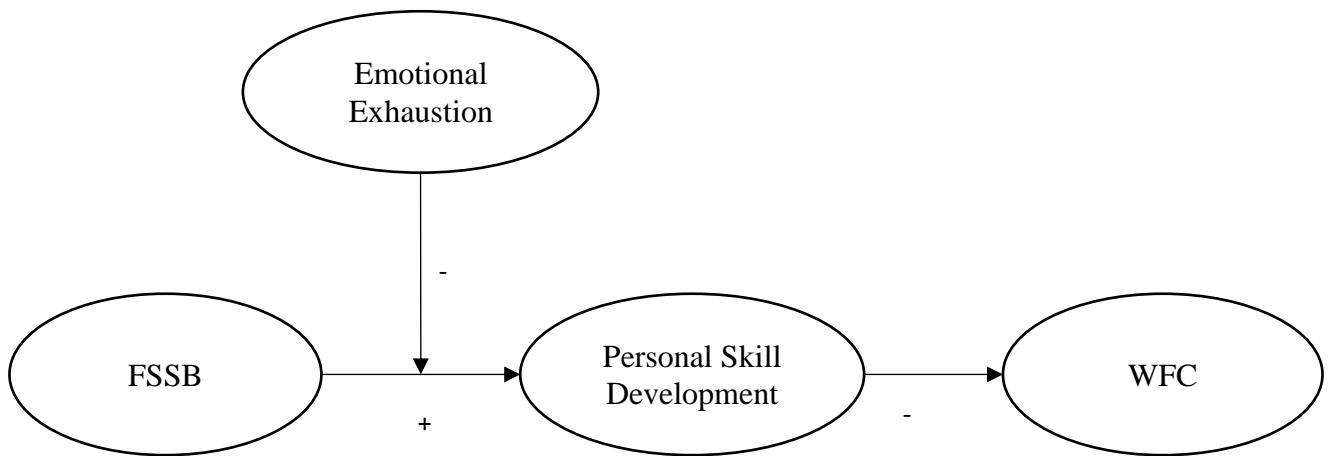 Emotional
Exhaustion
-
FSSB
+
Personal Skill
Development
-
WFC